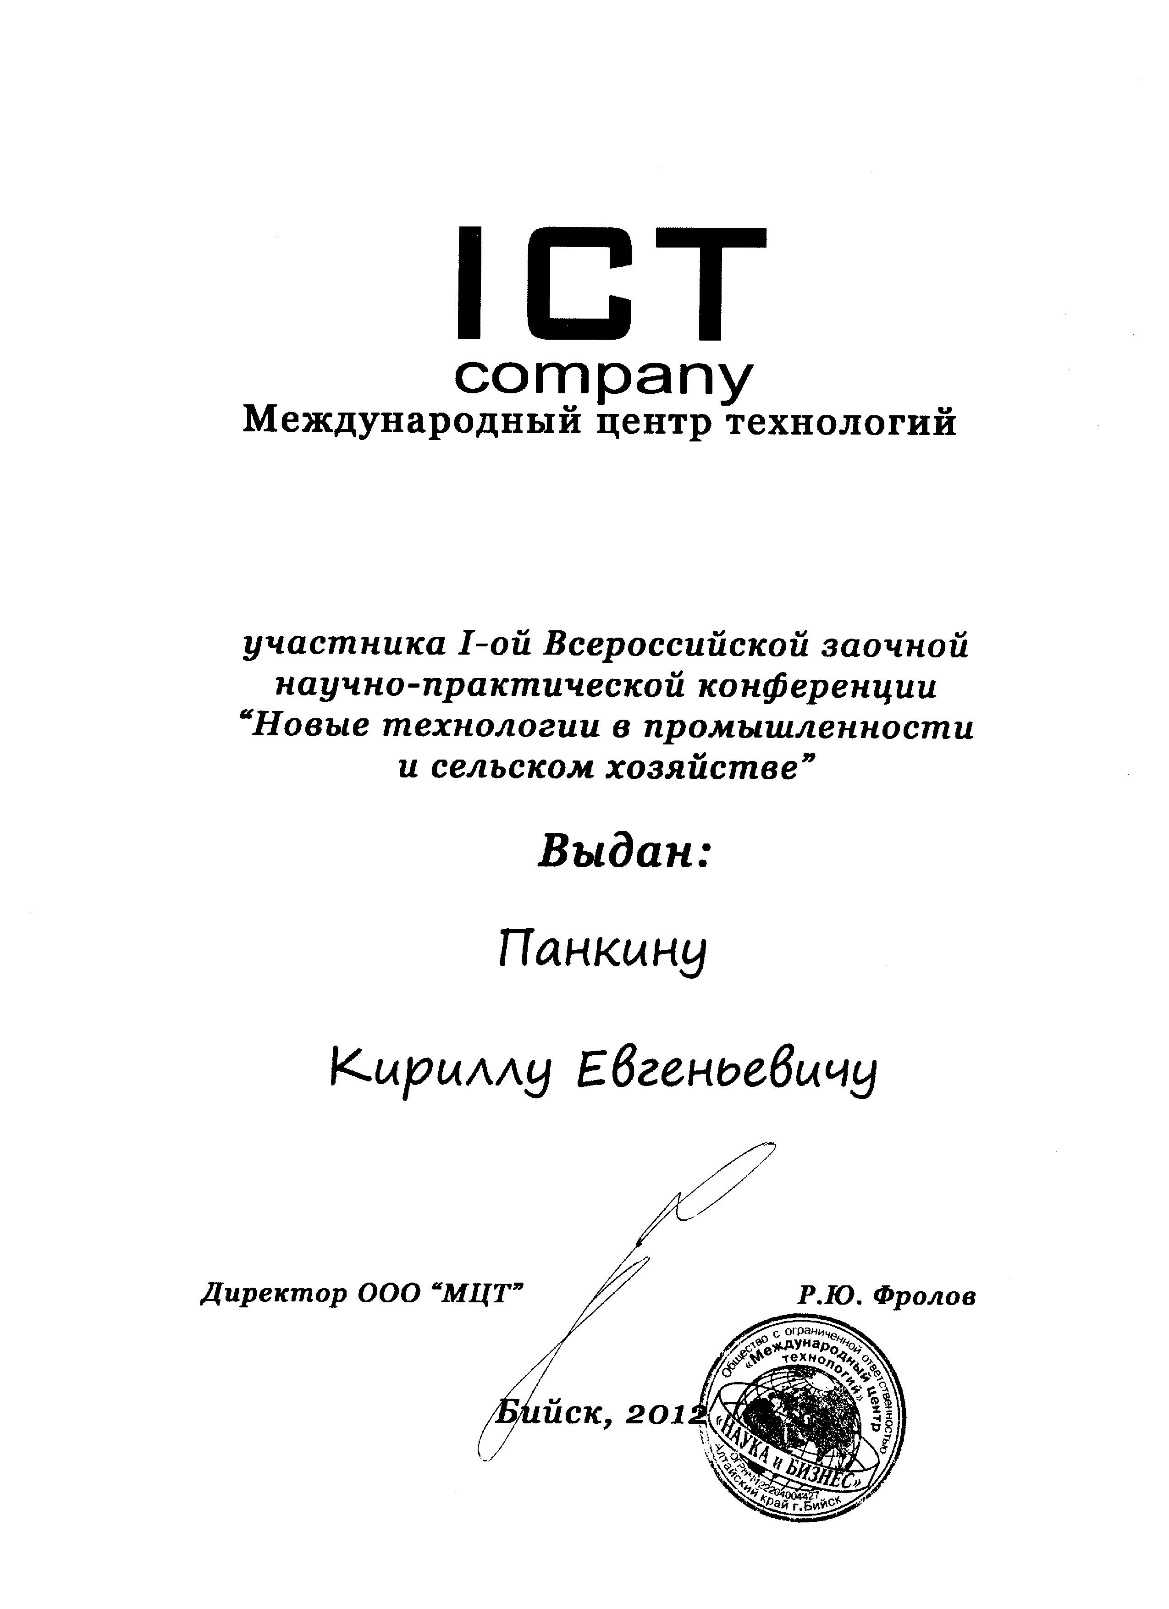 ICT
company
Международный центр технологий
участника I-ой Всероссийской заочной
научно-практической конференции
“Новые технологии в промышленности
и сельском хозяйстве”
Выдан:
Панкину
Кириллу Евгеньевичу
Директор ООО “МЦТ”
Р.Ю. Фролов
Бийск, 2012
Общество с ограниченной ответственностью
«Международный центр
технологий»
«НАУКА и БИЗНЕС»
Алтайский край г.Бийск